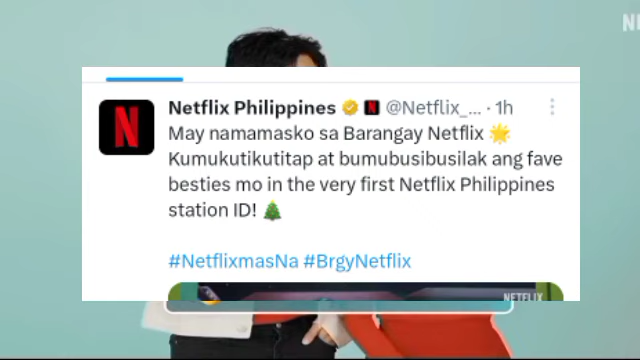 Netflix Philippines @Netflix_... · 1h
May namamasko sa Barangay Netflix 🌟
Kumukutikutitap at bumubusibusilak ang fave
besties mo in the very first Netflix Philippines
station ID! 🎄
#NetflixmasNa #BrgyNetflix
NETFLIX